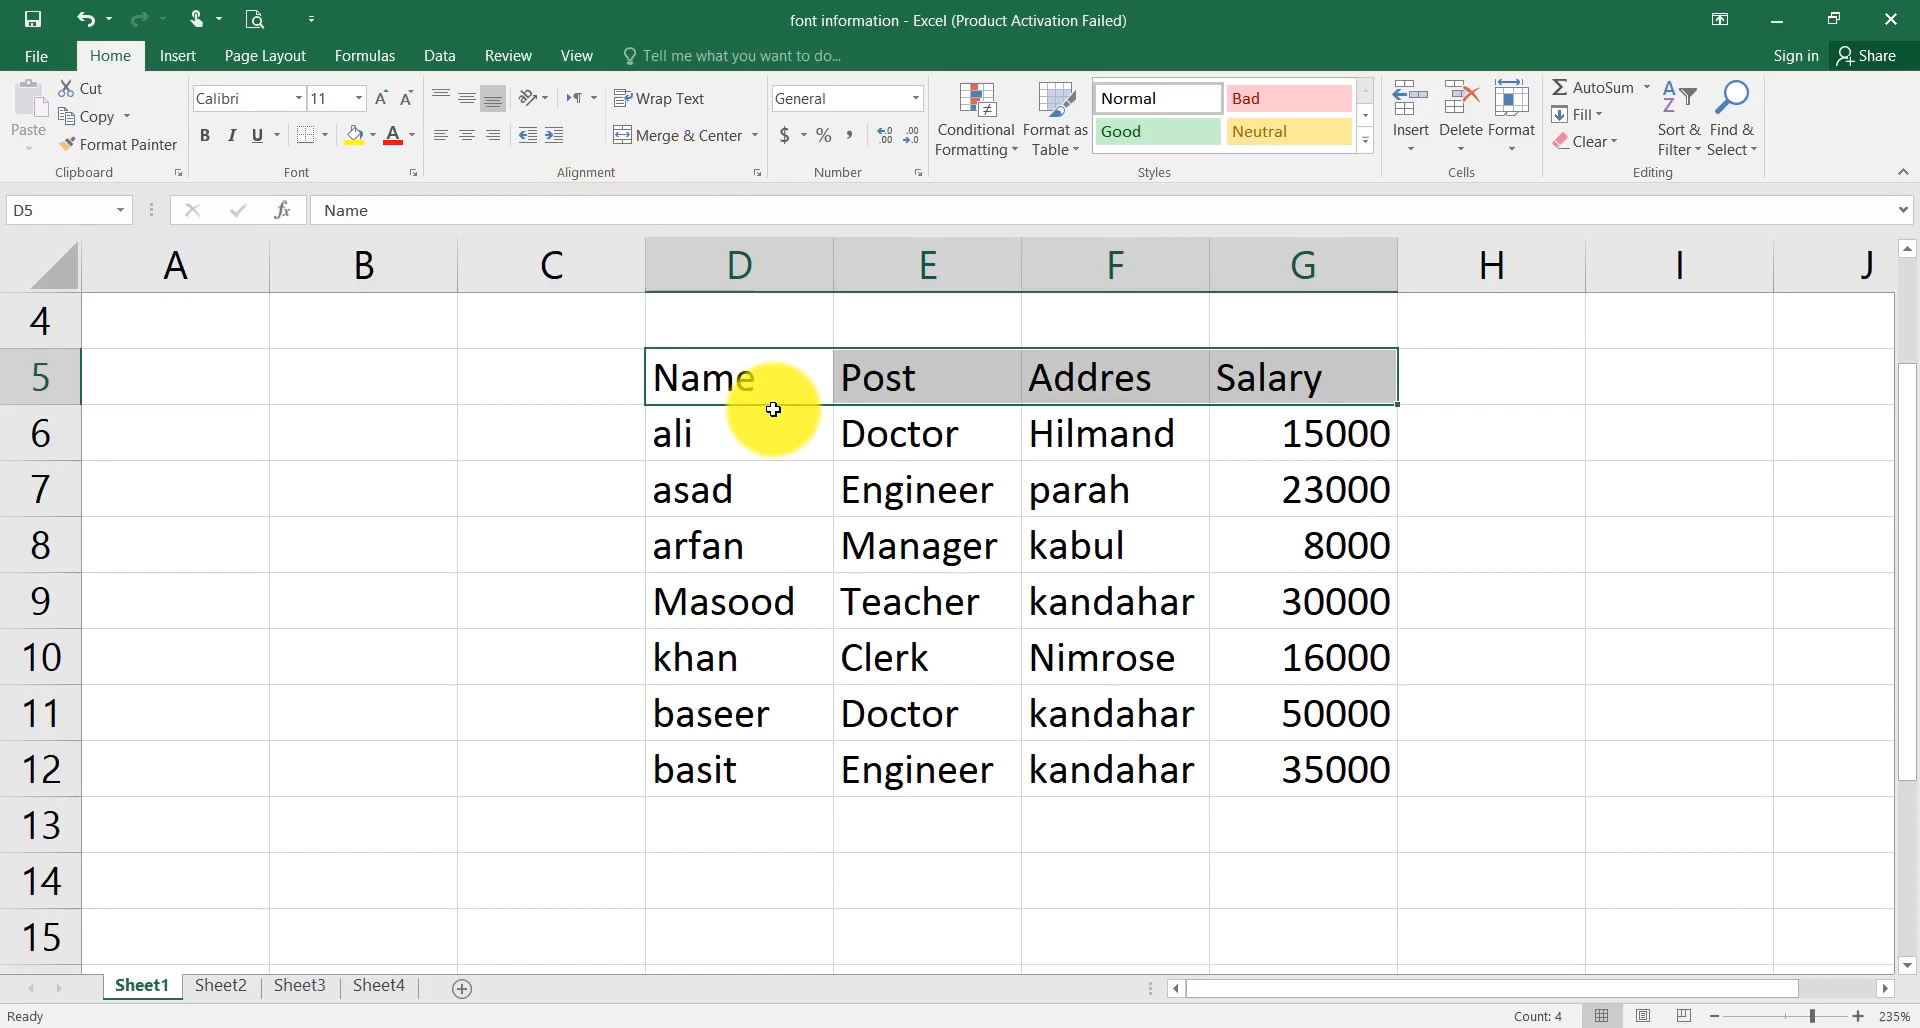 font information - Excel (Product Activation Failed)
File Home Insert Page Layout Formulas Data Review View Tell me what you want to do... Sign in Share
Paste
Cut
Copy
Format Painter
Clipboard
Calibri 11
B I U
Font
Wrap Text
Merge & Center
Alignment
General
$ % ,
Number
Conditional Formatting
Format as Table
Normal Bad
Good Neutral
Styles
Insert Delete Format
Cells
AutoSum
Fill
Clear
Sort & Filter
Find & Select
Editing
D5 fx Name
A B C D E F G H I J
4
5 Name Post Addres Salary
6 ali Doctor Hilmand 15000
7 asad Engineer parah 23000
8 arfan Manager kabul 8000
9 Masood Teacher kandahar 30000
10 khan Clerk Nimrose 16000
11 baseer Doctor kandahar 50000
12 basit Engineer kandahar 35000
13
14
15
Sheet1 Sheet2 Sheet3 Sheet4
Ready Count: 4 235%